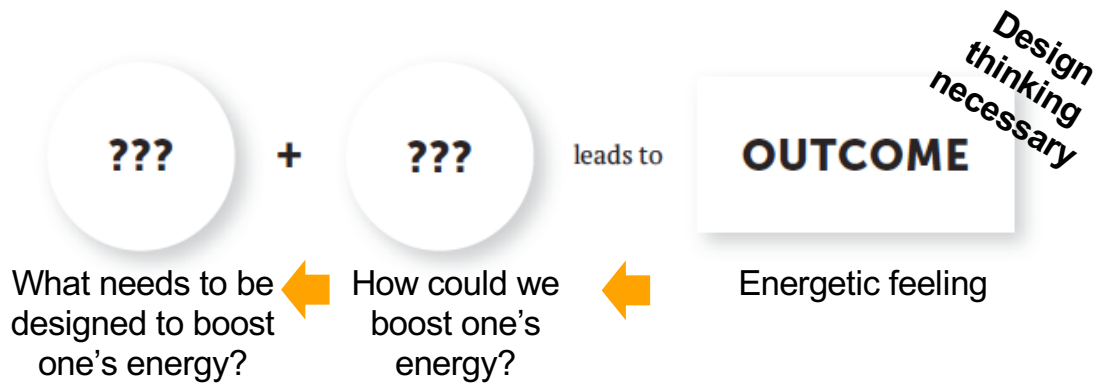 Design
thinking
necessary
??? + ??? leads to OUTCOME
What needs to be
designed to boost
one's energy?
How could we
boost one's
energy?
Energetic feeling